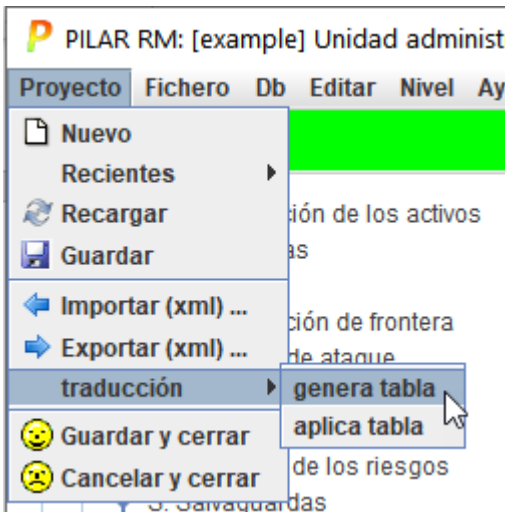 P PILAR RM: [example] Unidad administ
Proyecto Fichero Db Editar Nivel Ay
Nuevo
Recientes
Recargar
ión de los activos
Guardar
as
Importar (xml) ...
ción de frontera
Exportar (xml) ...
de ataque
traducción
genera tabla
aplica tabla
Guardar y cerrar
Cancelar y cerrar
de los riesgos
S. Salvaguardas